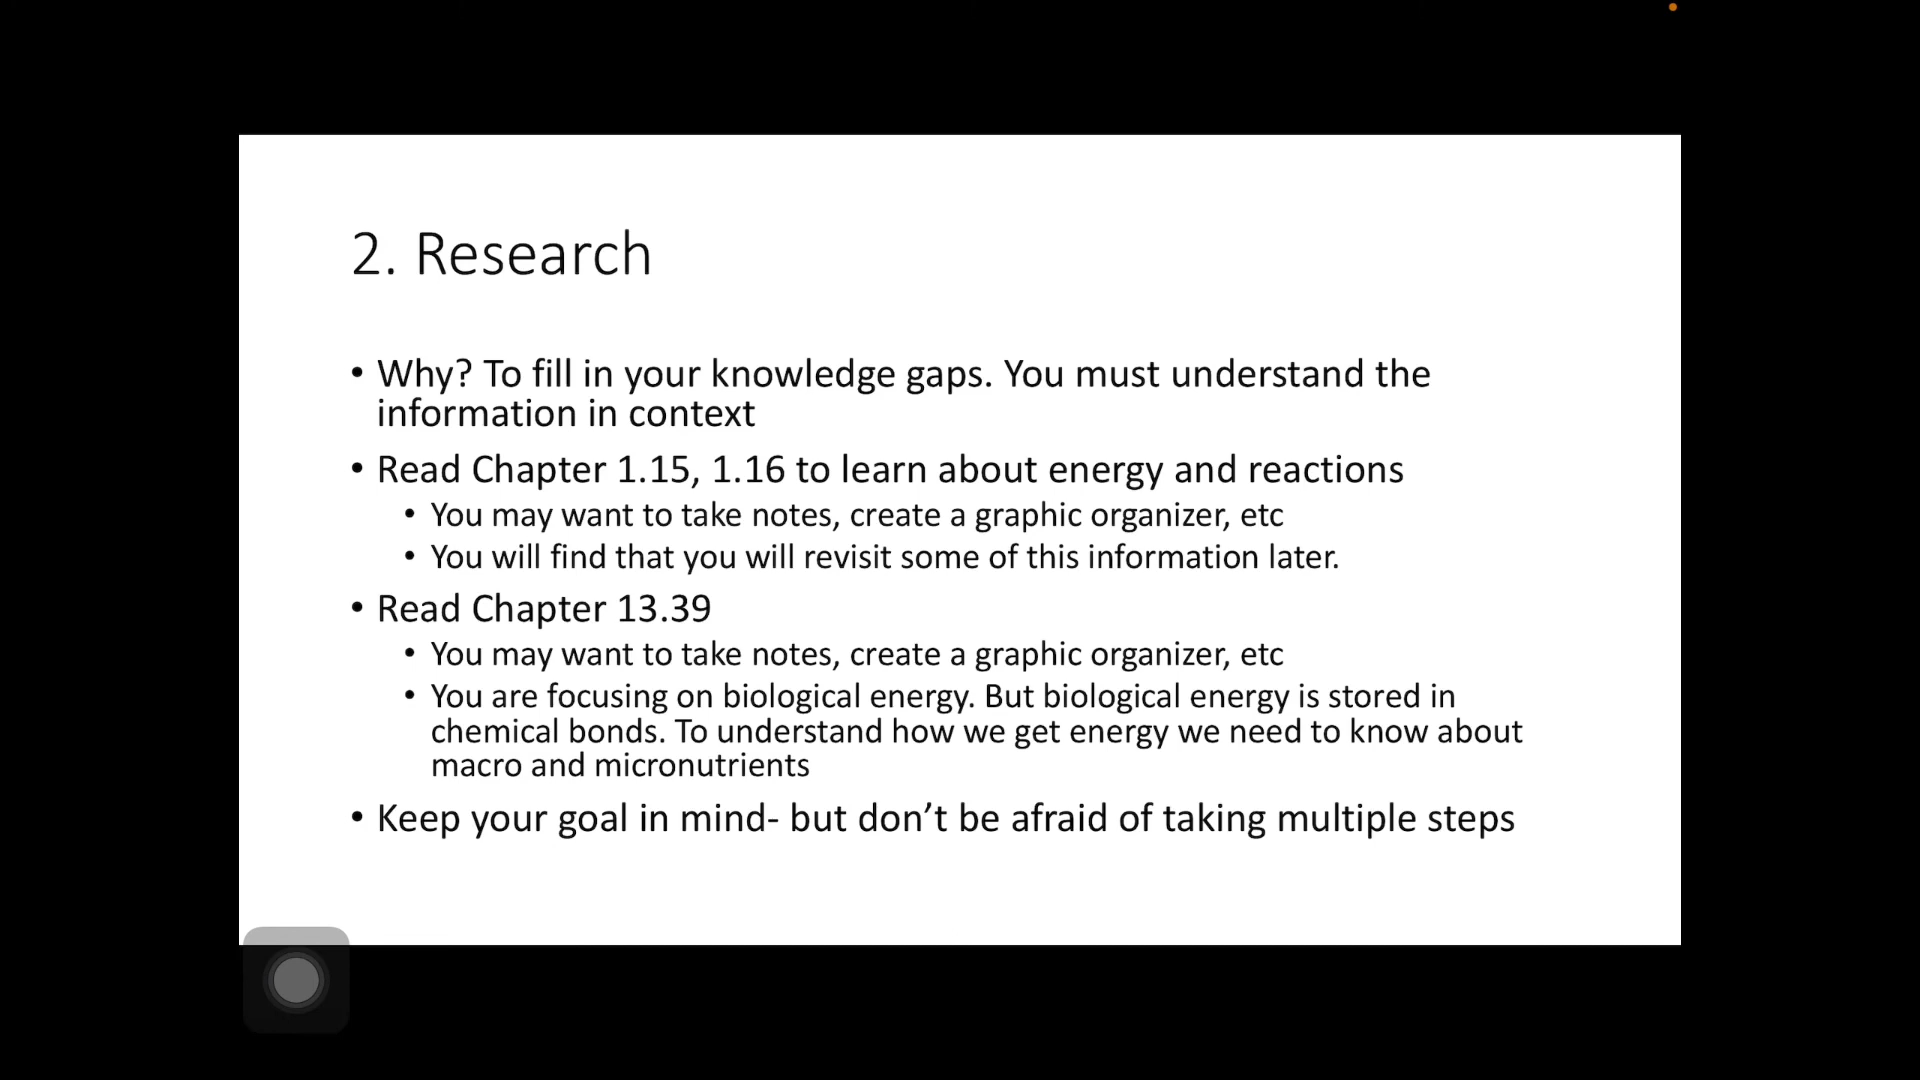 2. Research
• Why? To fill in your knowledge gaps. You must understand the
information in context
• Read Chapter 1.15, 1.16 to learn about energy and reactions
• You may want to take notes, create a graphic organizer, etc
• You will find that you will revisit some of this information later.
• Read Chapter 13.39
• You may want to take notes, create a graphic organizer, etc
• You are focusing on biological energy. But biological energy is stored in
chemical bonds. To understand how we get energy we need to know about
macro and micronutrients
• Keep your goal in mind- but don’t be afraid of taking multiple steps